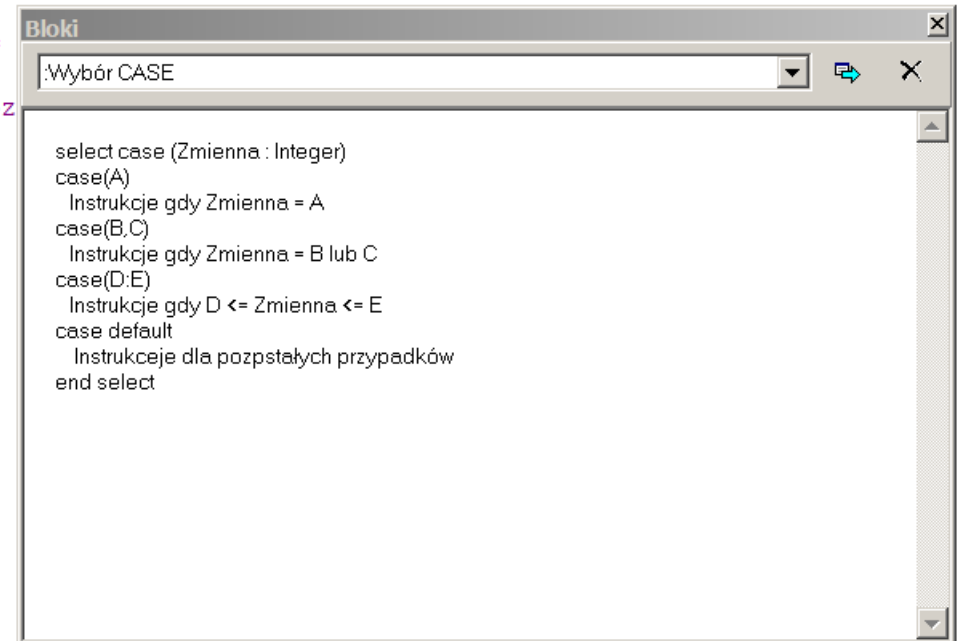 Bloki
:Wybór CASE
z
select case (Zmienna : Integer)
case(A)
Instrukcje gdy Zmienna = A
case(B,C)
Instrukcje gdy Zmienna = B lub C
case(D:E)
Instrukcje gdy D <= Zmienna <= E
case default
Instrukceje dla pozpstałych przypadków
end select